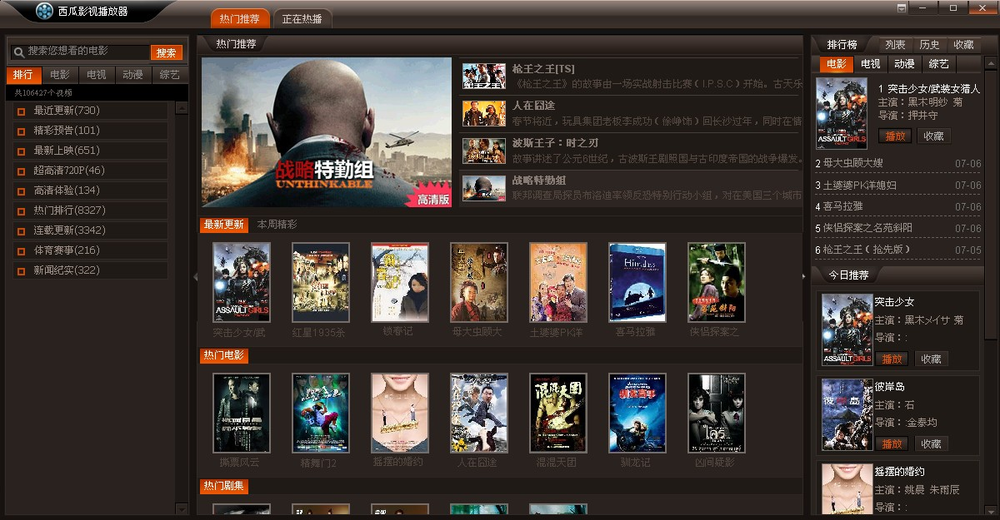 西瓜影视播放器
热门推荐 正在热播
搜索您想看的电影 搜索
排行 电影 电视 动漫 综艺
共106427个视频
最近更新(730)
精彩预告(101)
最新上映(651)
超高清720P(46)
高清体验(134)
热门排行(8327)
连载更新(3342)
体育赛事(216)
新闻纪实(322)
热门推荐
战略特勤组
UNTHINKABLE
高清版
枪王之王[TS]
《枪王之王》的故事由一场实战射击比赛（I.P.S.C）开始。古天乐
人在囧途
春节将近，玩具集团老板李成功（徐峥饰）回长沙过年，同时在情
波斯王子：时之刃
故事讲述了公元6世纪，古波斯王剧照国与古印度帝国的战争爆发。
战略特勤组
联邦调查局探员布洛迪率领反恐特别行动小组，对在美国三个城市
最新更新 本周精彩
ASSAULT GIRLS
突击少女/武 红星1935杀 锁春记 母大虫顾大 土婆婆PK洋 喜马拉雅 侠侣探案之
热门电影
撕票风云 精舞门2 摇摆的婚约 人在囧途 混混天团 驯龙记 凶间疑影
热门剧集
排行榜 列表 历史 收藏
电影 电视 动漫 综艺
ASSAULT GIRLS
1 突击少女/武装女猎人
主演：黑木明纱 菊
导演：押井守
播放 收藏
2 母大虫顾大嫂 07-06
3 土婆婆PK洋媳妇 07-06
4 喜马拉雅 07-06
5 侠侣探案之名苑斜阳 07-06
6 枪王之王（抢先版） 07-05
今日推荐
ASSAULT GIRLS
突击少女
主演：黑木メイサ 菊
导演：:
播放 收藏
彼岸岛
主演：石
导演：:金泰均
播放 收藏
摇摆的婚约
主演：姚晨 朱雨辰
导演：: